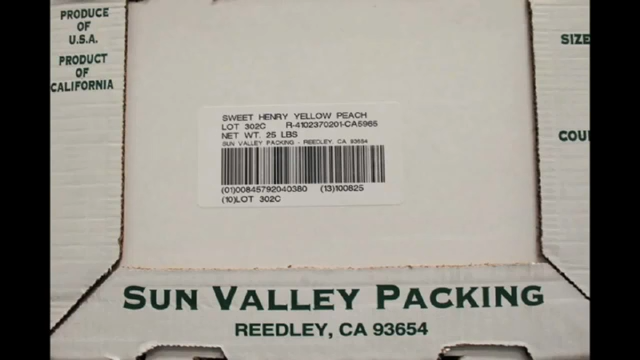 PRODUCE
OF
U.S.A.
PRODUCT
OF
CALIFORNIA
SIZE
COU
SWEET HENRY YELLOW PEACH
LOT 302C R-4102370201-CA5965
NET WT. 25 LBS
SUN VALLEY PACKING - REEDLEY, CA 93654
(01)00845792040380 (13)100825
(10)LOT 302C
SUN VALLEY PACKING
REEDLEY, CA 93654